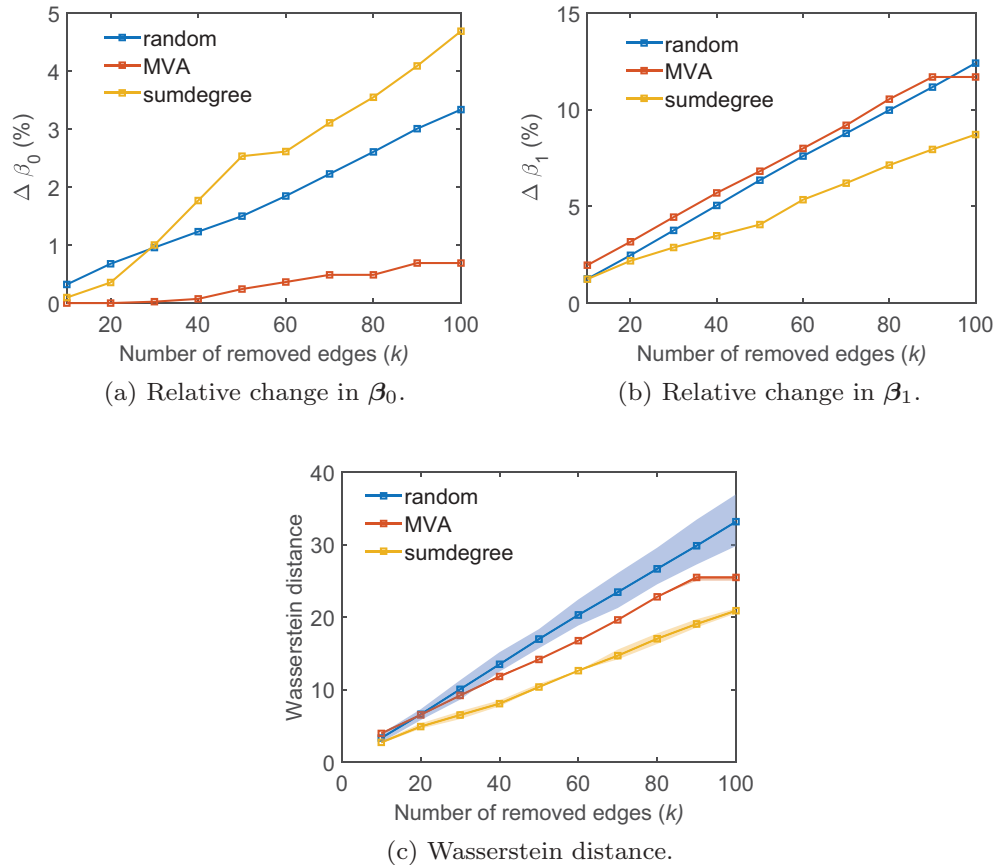 5
4
3
2
1
0
Δ β₀ (%)
random
MVA
sumdegree
20 40 60 80 100
Number of removed edges (k)
(a) Relative change in β₀.
15
10
5
0
Δ β₁ (%)
random
MVA
sumdegree
20 40 60 80 100
Number of removed edges (k)
(b) Relative change in β₁.
40
30
20
10
0
Wasserstein distance
random
MVA
sumdegree
0 20 40 60 80 100
Number of removed edges (k)
(c) Wasserstein distance.